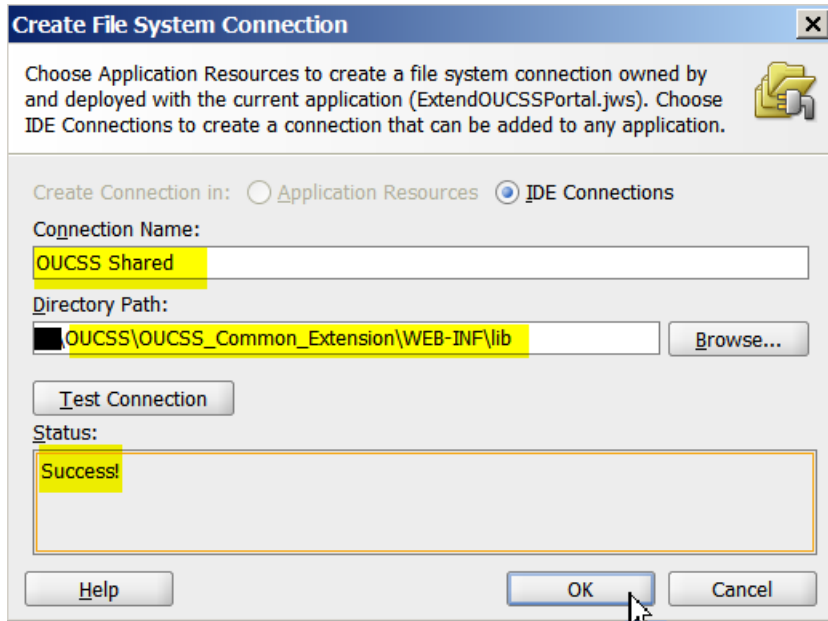 Create File System Connection
Choose Application Resources to create a file system connection owned by
and deployed with the current application (ExtendOUCSSPortal.jws). Choose
IDE Connections to create a connection that can be added to any application.
Create Connection in: Application Resources IDE Connections
Connection Name:
OUCSS Shared
Directory Path:
\OUCSS\OUCSS_Common_Extension\WEB-INF\lib Browse...
Test Connection
Status:
Success!
Help OK Cancel